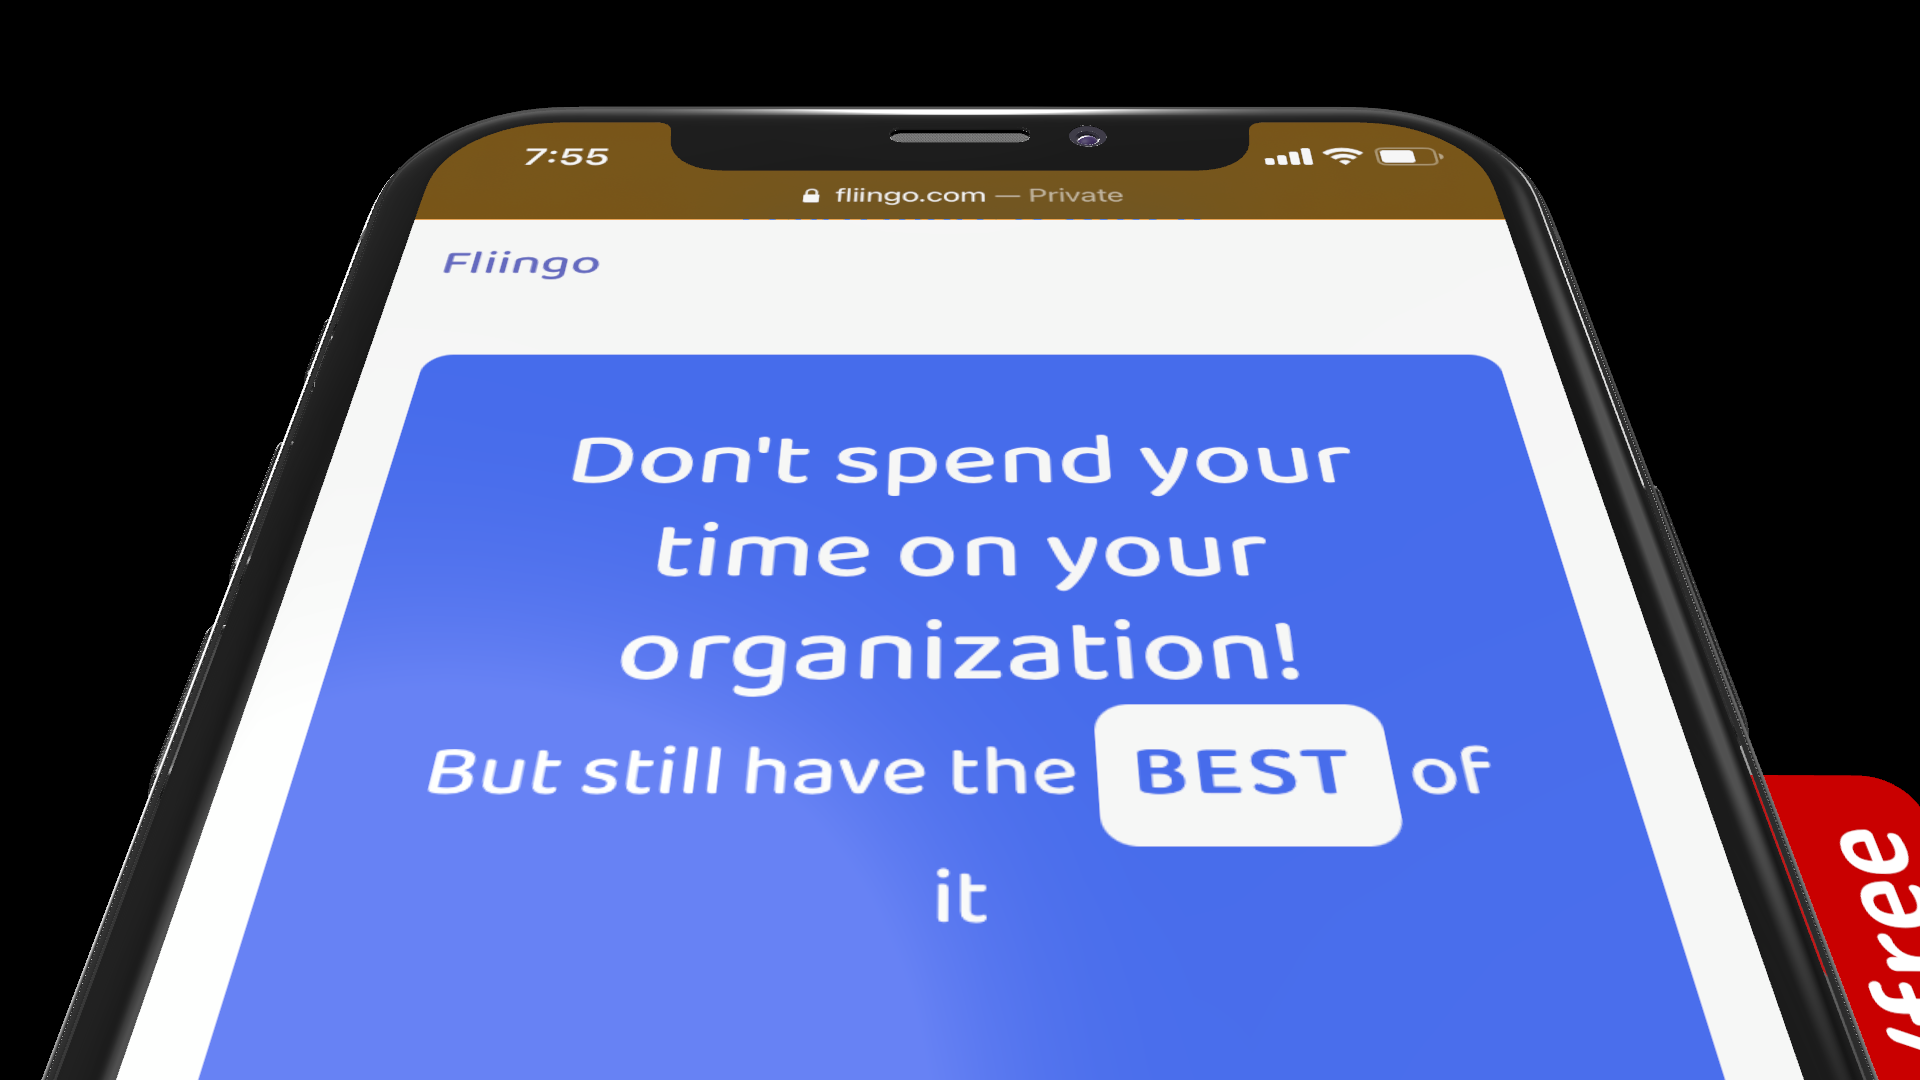 7:55
fliingo.com — Private
Fliingo
Don't spend your
time on your
organization!
But still have the BEST of
it
free